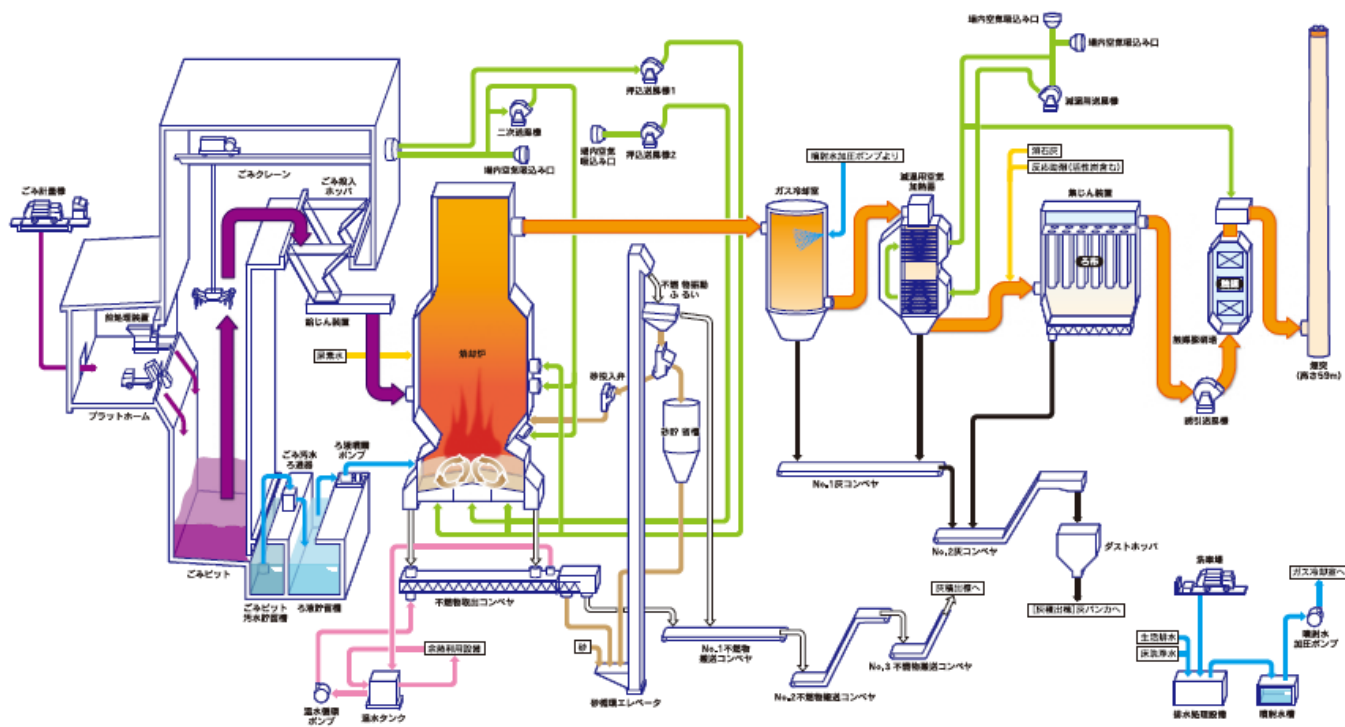 場内空気吸込み口
場内空気吸込み口
押込送風機1
減温用送風機
二次送風機
場内空気
吸込み口
押込送風機2
場内空気吸込み口
噴射水加圧ポンプより
消石灰
反応助剤(活性炭含む)
ごみクレーン
ごみ投入
ホッパ
ごみ計量機
ガス冷却室
減温用空気
加熱器
集じん装置
ろ布
触媒
不燃 物振動
ふ るい
前処理装置
給じん装置
尿素水
焼却炉
砂投入弁
触媒脱硝塔
煙突
(高さ59m)
プラットホーム
誘引送風機
砂貯 留槽
ごみ汚水
ろ過器
ろ液噴霧
ポンプ
No.1灰コンベヤ
No.2灰コンベヤ
ダストホッパ
洗車場
ガス冷却室へ
ごみピット
不燃物取出コンベヤ
灰積出機へ
[灰積出機]灰バンカへ
ごみピット
汚水貯留槽
ろ液貯留槽
噴射水
加圧ポンプ
生活排水
床洗浄水
余熱利用設備
砂
No.1不燃物
搬送コンベヤ
No.3 不燃物搬送コンベヤ
No.2不燃物搬送コンベヤ
温水循環
ポンプ
温水タンク
砂循環エレベータ
排水処理設備
噴射水槽